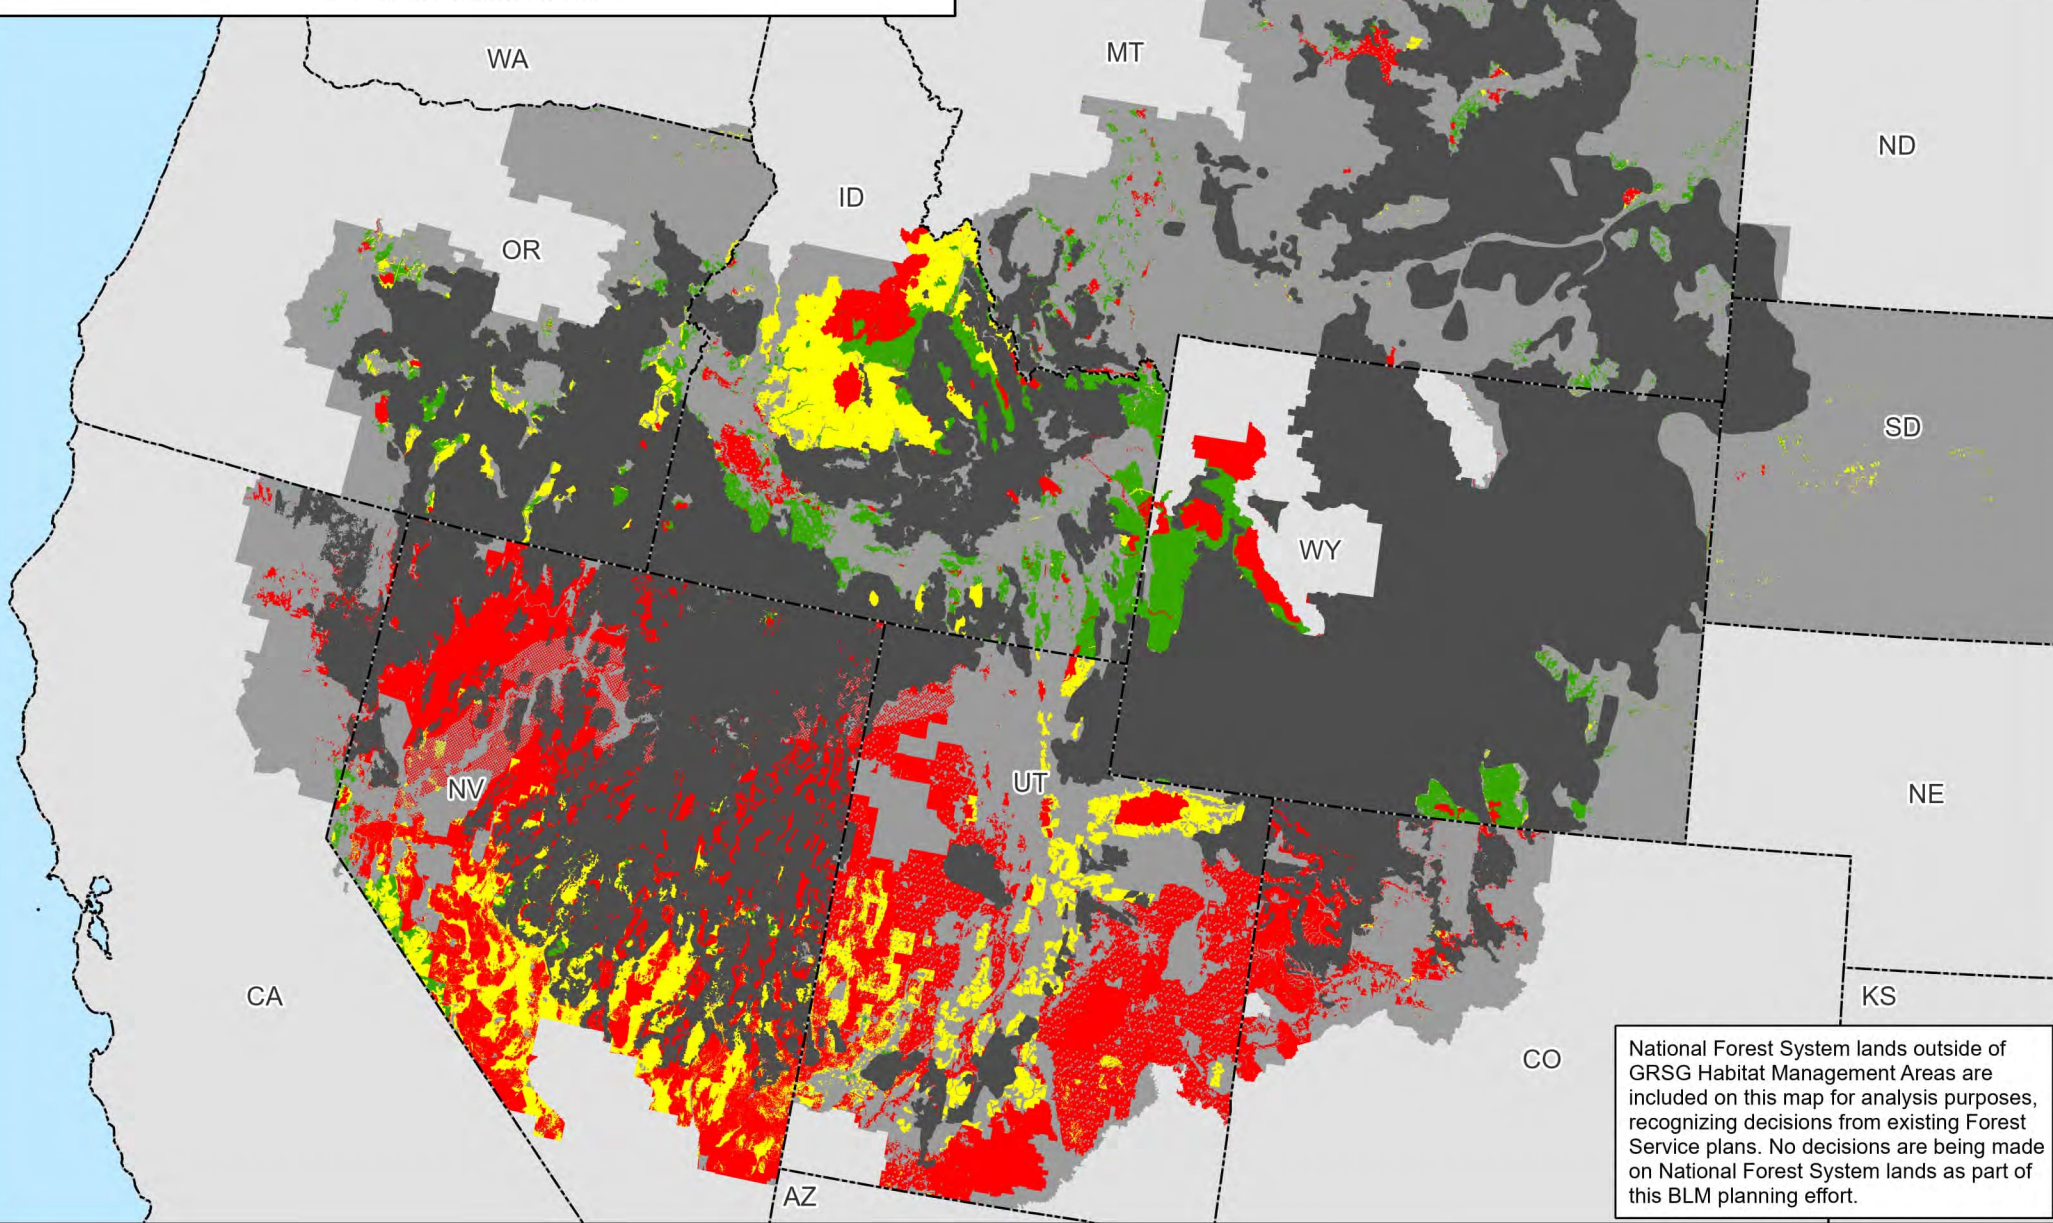 WA
MT
ND
ID
OR
SD
WY
NV
UT
NE
CA
KS
CO
AZ
National Forest System lands outside of
GRSG Habitat Management Areas are
included on this map for analysis purposes,
recognizing decisions from existing Forest
Service plans. No decisions are being made
on National Forest System lands as part of
this BLM planning effort.